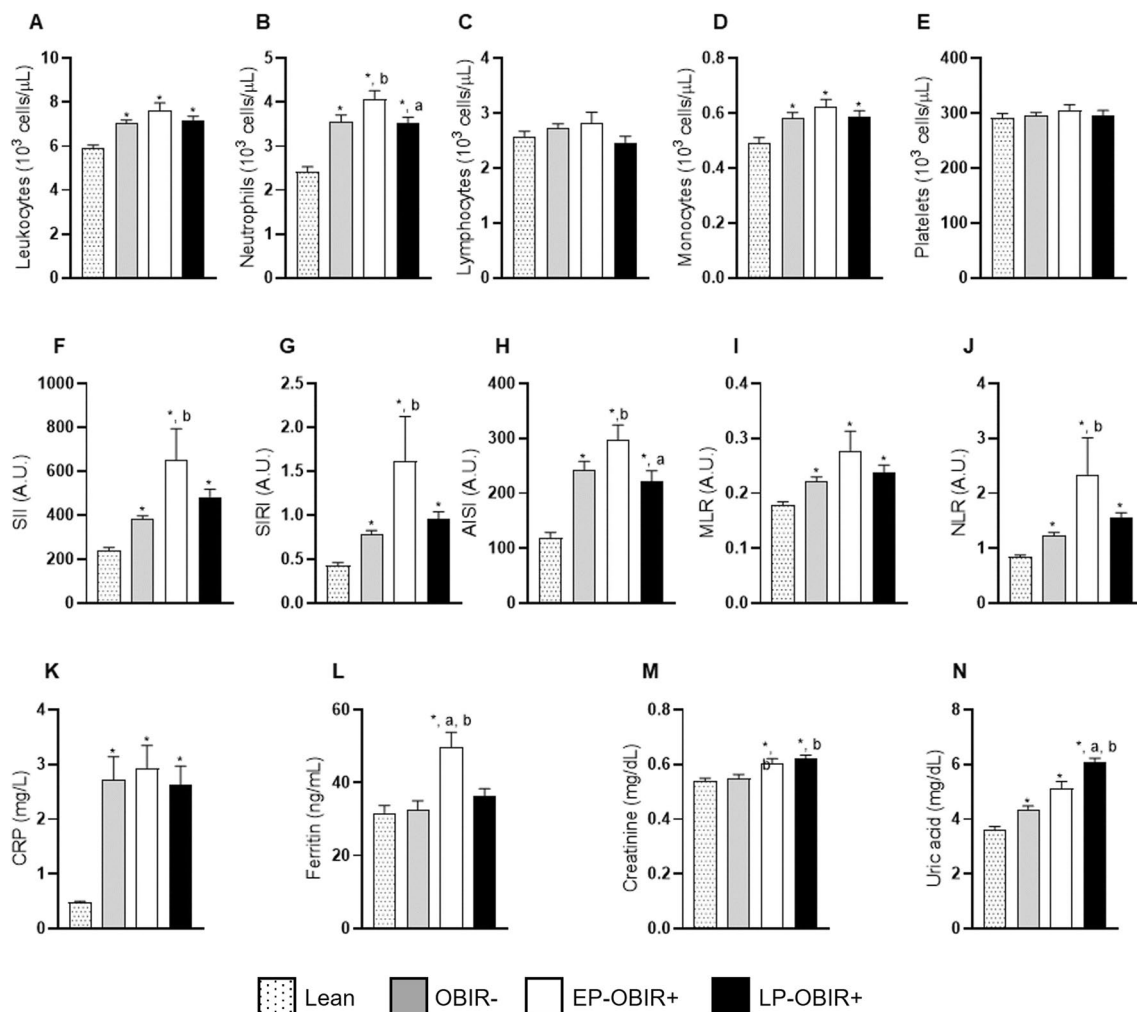 A
Leukocytes (10³ cells/μL)
10
8
6
4
2
0
*
*
*
B
Neutrophils (10³ cells/μL)
5
4
3
2
1
0
*
*, b
*, a
C
Lymphocytes (10³ cells/μL)
4
3
2
1
0
D
Monocytes (10³ cells/μL)
0.8
0.6
0.4
0.2
0.0
*
*
*
E
Platelets (10³ cells/μL)
400
300
200
100
0
F
SII (A.U.)
1000
800
600
400
200
0
*
*, b
*
G
SIRI (A.U.)
2.5
2.0
1.5
1.0
0.5
0.0
*
*, b
*
H
AISI (A.U.)
400
300
200
100
0
*
*,b
*, a
I
MLR (A.U.)
0.4
0.3
0.2
0.1
0.0
*
*
*
J
NLR (A.U.)
4
3
2
1
0
*
*, b
*
K
CRP (mg/L)
4
3
2
1
0
*
*
*
L
Ferritin (ng/mL)
60
40
20
0
*, a, b
M
Creatinine (mg/dL)
0.8
0.6
0.4
0.2
0.0
*,
b
*, b
N
Uric acid (mg/dL)
8
6
4
2
0
*
*
*, a, b
Lean
OBIR-
EP-OBIR+
LP-OBIR+